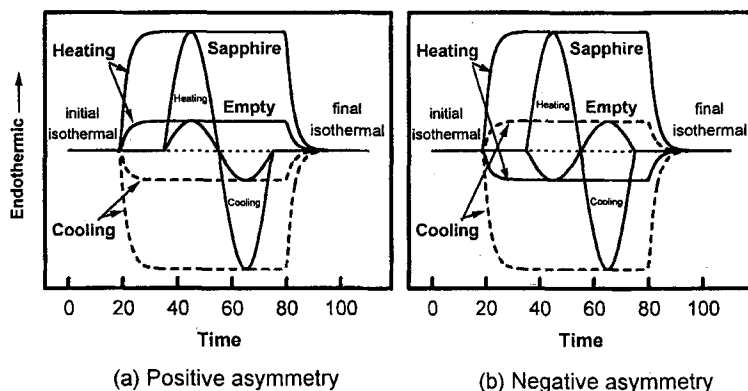 Endothermic
Heating
Sapphire
Heating
initial
isothermal
Empty
final
isothermal
Cooling
Cooling
0 20 40 60 80 100
Time
(a) Positive asymmetry
Heating
Sapphire
Heating
initial
isothermal
Empty
final
isothermal
Cooling
Cooling
0 20 40 60 80 100
Time
(b) Negative asymmetry